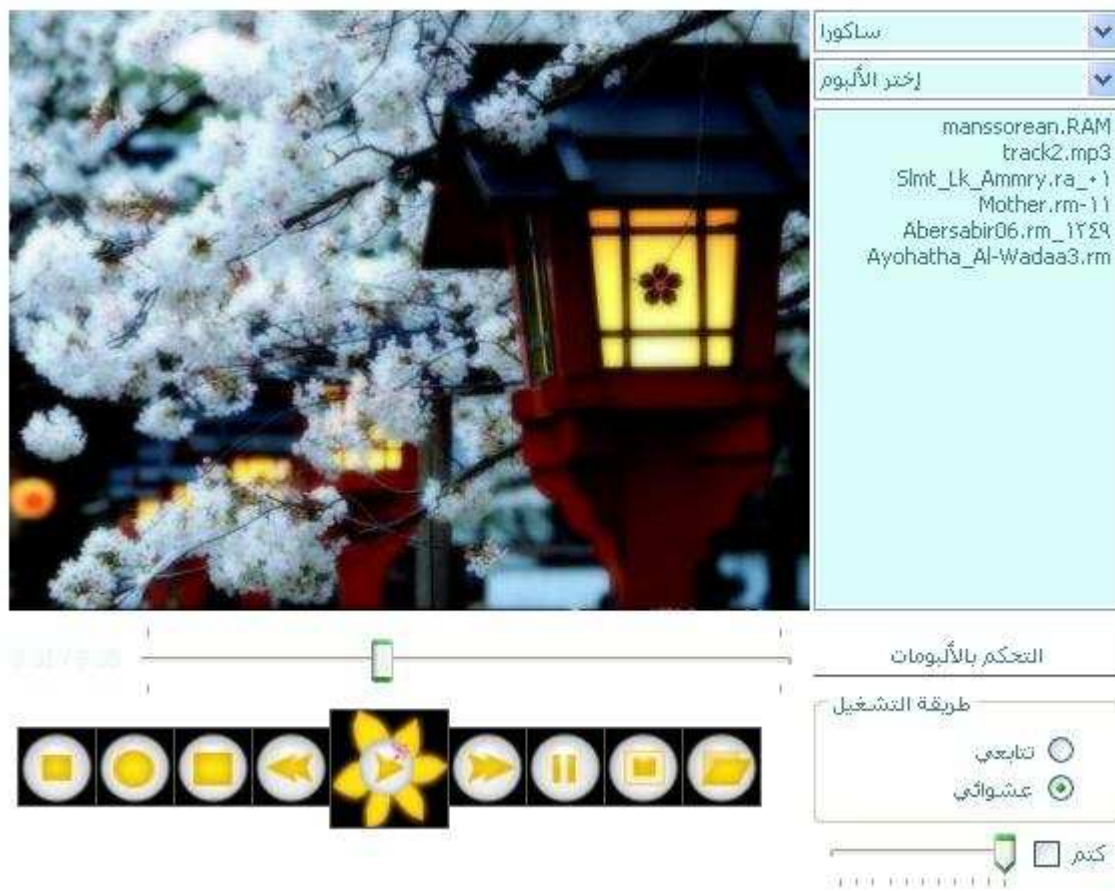 ساكورا
إختر الألبوم
manssorean.RAM
track2.mp3
Slmt_Lk_Ammry.ra_٠١
Mother.rm-١١
Abersabir06.rm_١٢٤٩
Ayohatha_Al-Wadaa3.rm
التحكم بالألبومات
طريقة التشغيل
تتابعي
عشوائي
كتم